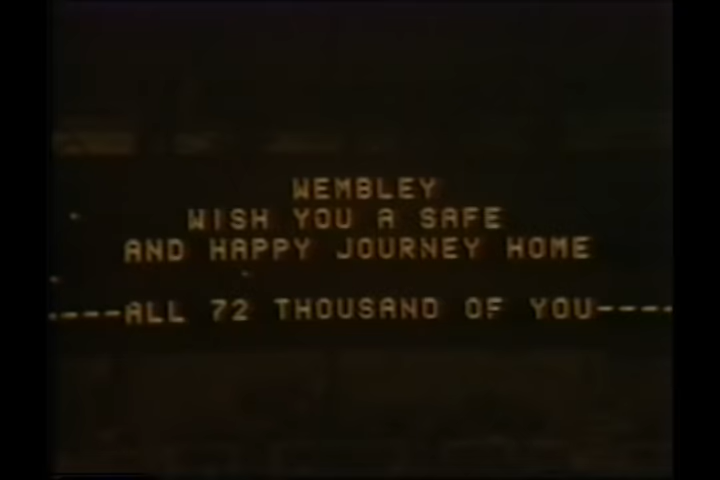 WEMBLEY
WISH YOU A SAFE
AND HAPPY JOURNEY HOME
----ALL 72 THOUSAND OF YOU----